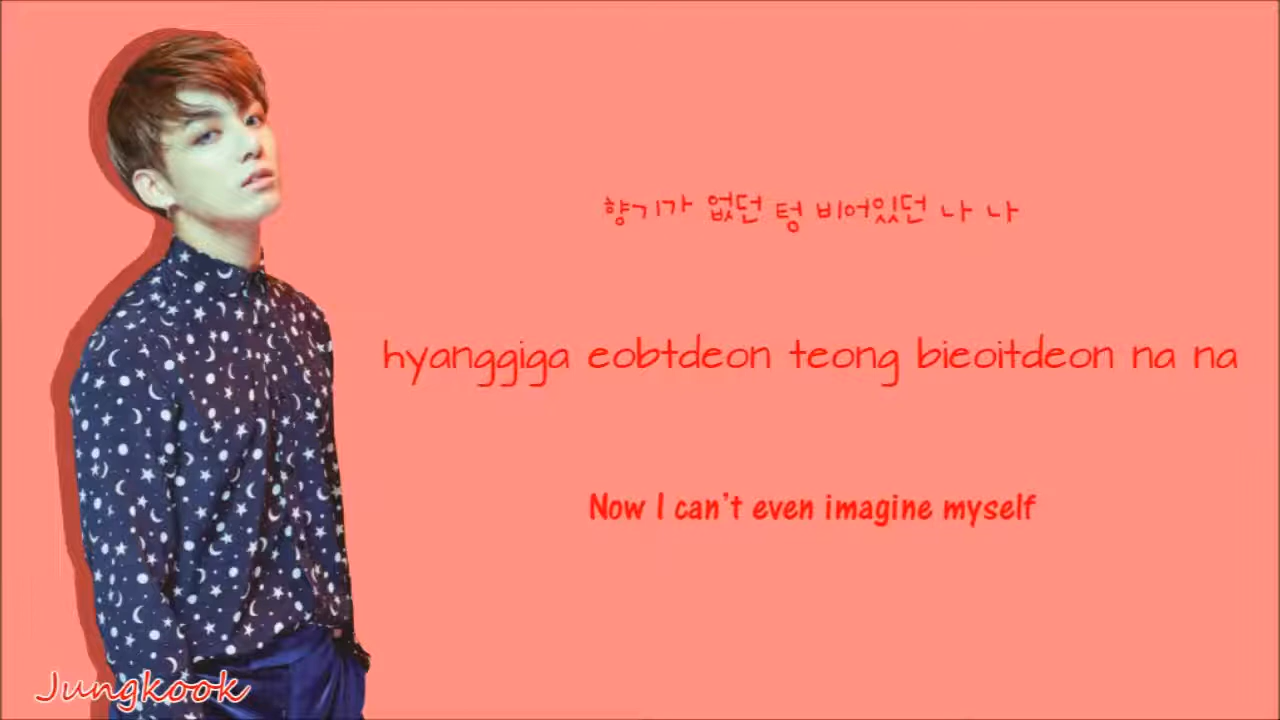 향기가 없던 텅 비어있던 나 나
hyanggiga eobtdeon teong bieoitdeon na na
Now I can't even imagine myself
Jungkook